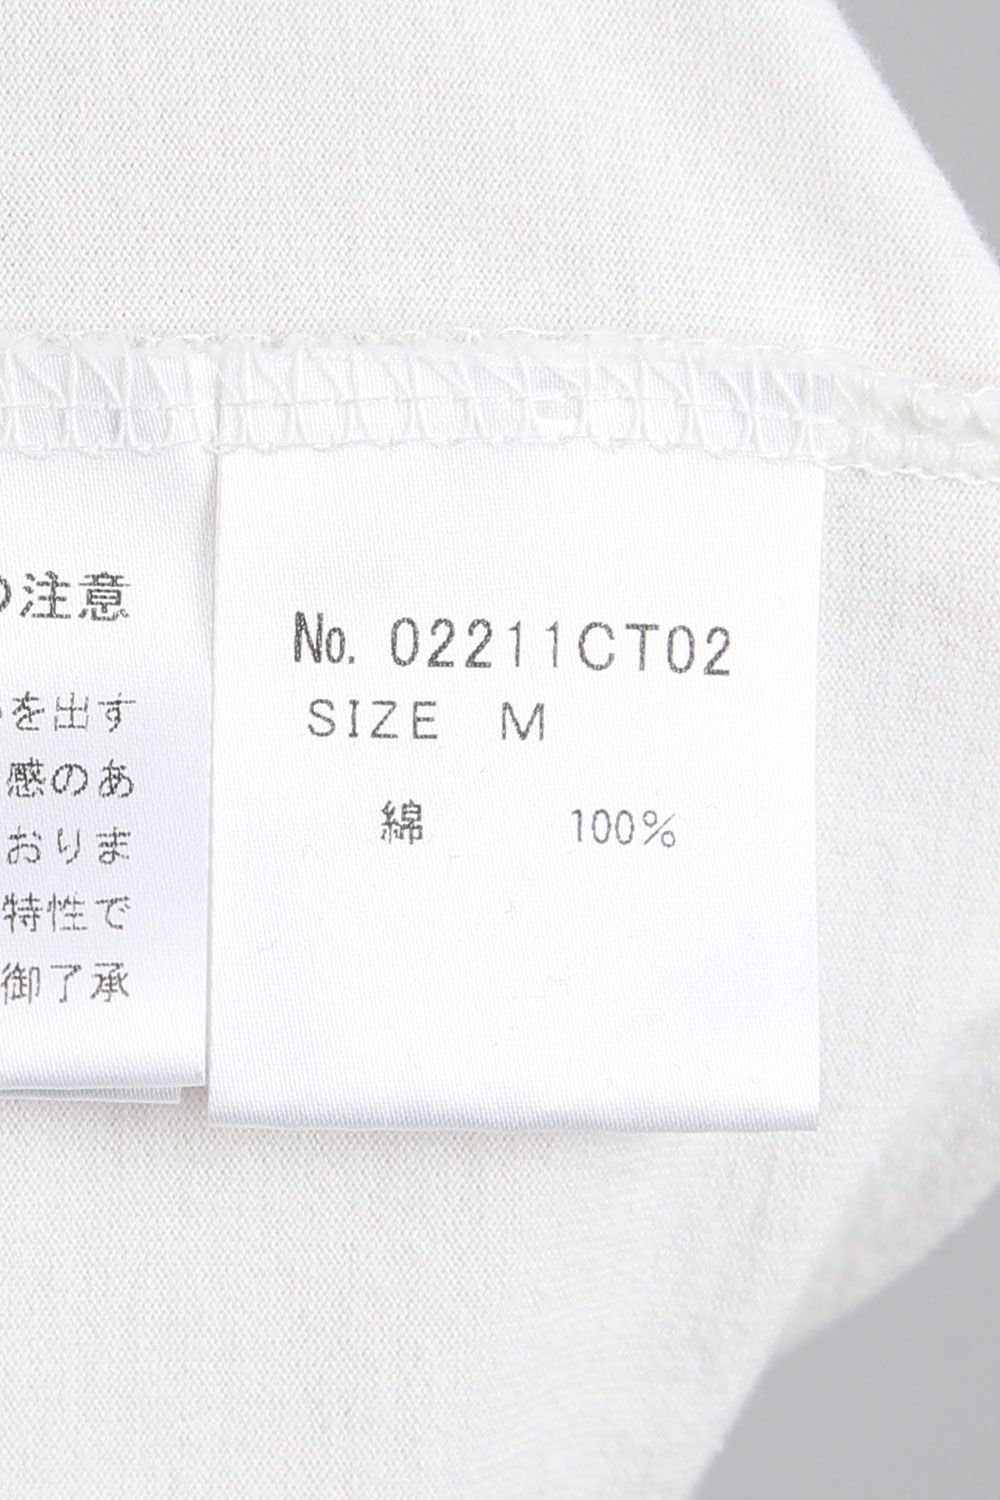 の注意
を出す
感のあ
おりま
特性で
御了承
No. 02211CT02
SIZE M
綿 100%